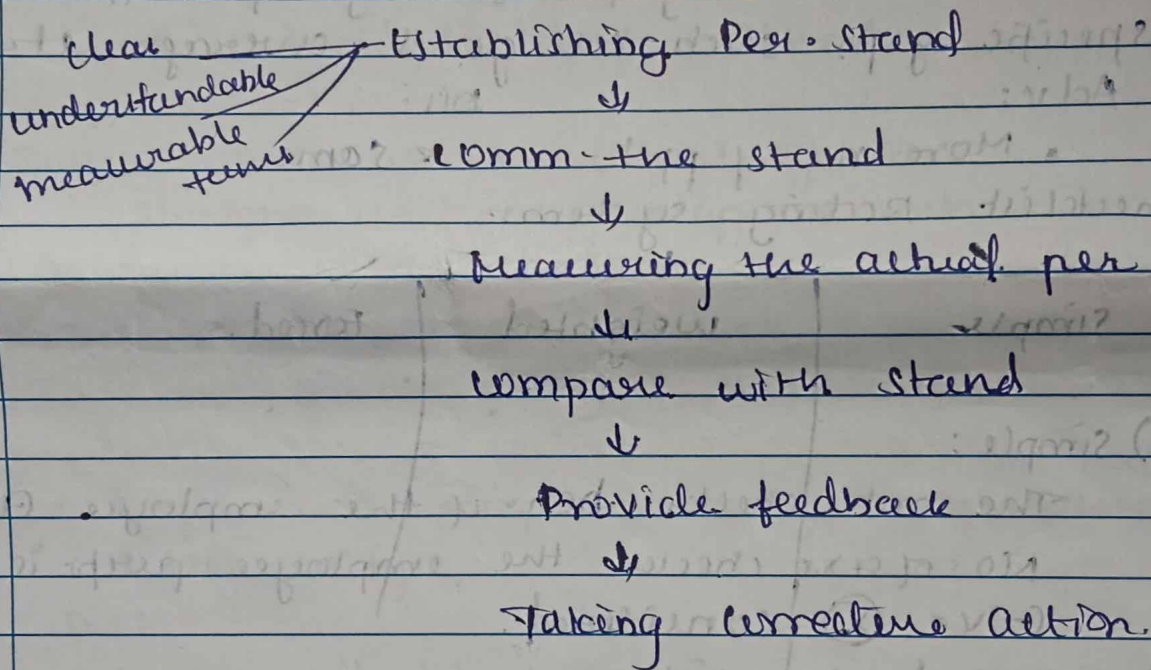 clear
Establishing Per. Stand
understandable
measurable
terms
comm. the stand
Measuring the actual per
compare with stand
Provide feedback
Taking corrective action.